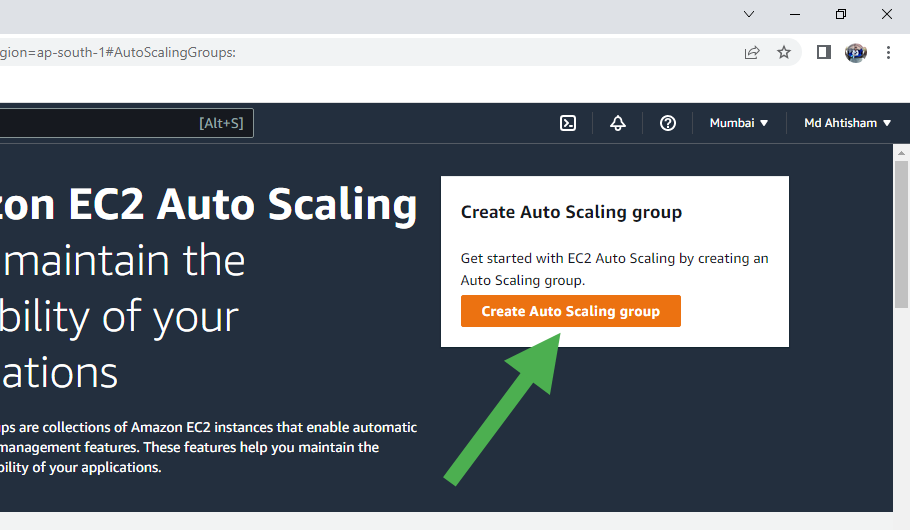 gion=ap-south-1#AutoScalingGroups:
[Alt+S]
Mumbai
Md Ahtisham
zon EC2 Auto Scaling
maintain the
bility of your
ations
ups are collections of Amazon EC2 instances that enable automatic
management features. These features help you maintain the
bility of your applications.
Create Auto Scaling group
Get started with EC2 Auto Scaling by creating an
Auto Scaling group.
Create Auto Scaling group